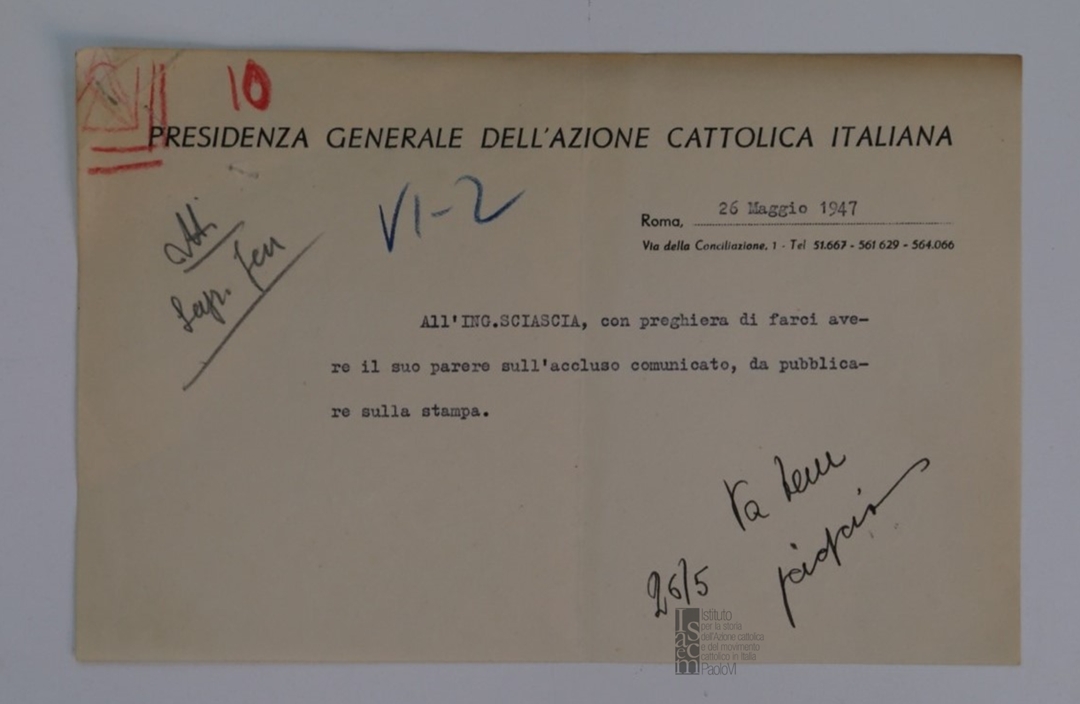 10
PRESIDENZA GENERALE DELL'AZIONE CATTOLICA ITALIANA
VI-2
Roma, 26 Maggio 1947
Via della Conciliazione, 1 - Tel 51.667 - 561 629 - 564.066
Atti
All'ING.SCIASCIA, con preghiera di farci ave-
re il suo parere sull'accluso comunicato, da pubblica-
re sulla stampa.
Va bene
26/5
Isacem
Istituto
per la storia
dell'Azione cattolica
e del movimento
cattolico in Italia
PaoloVI